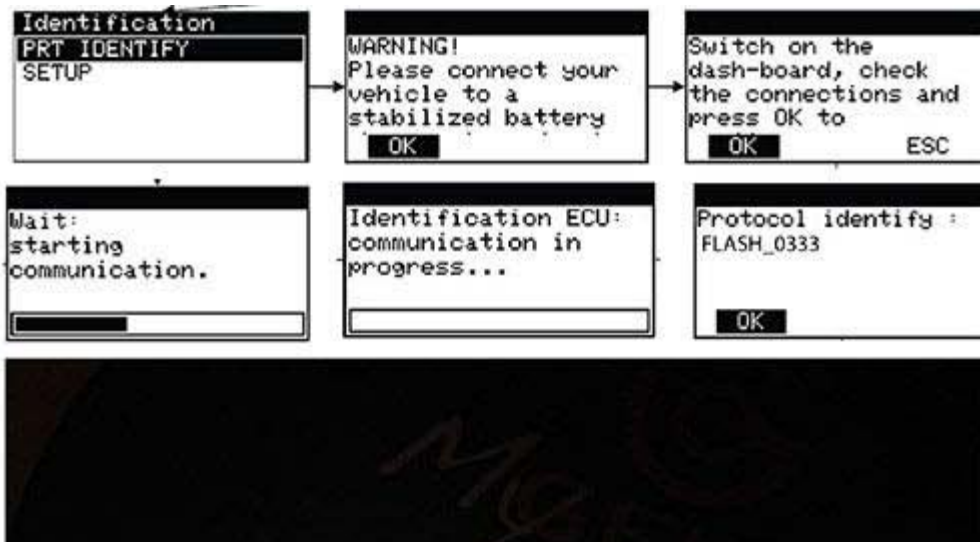 Identification
PRT IDENTIFY
SETUP
WARNING!
Please connect your
vehicle to a
stabilized battery
OK
Switch on the
dash-board, check
the connections and
press OK to
OK
ESC
Wait:
starting
communication.
Identification ECU:
communication in
progress...
Protocol identify :
FLASH_0333
OK